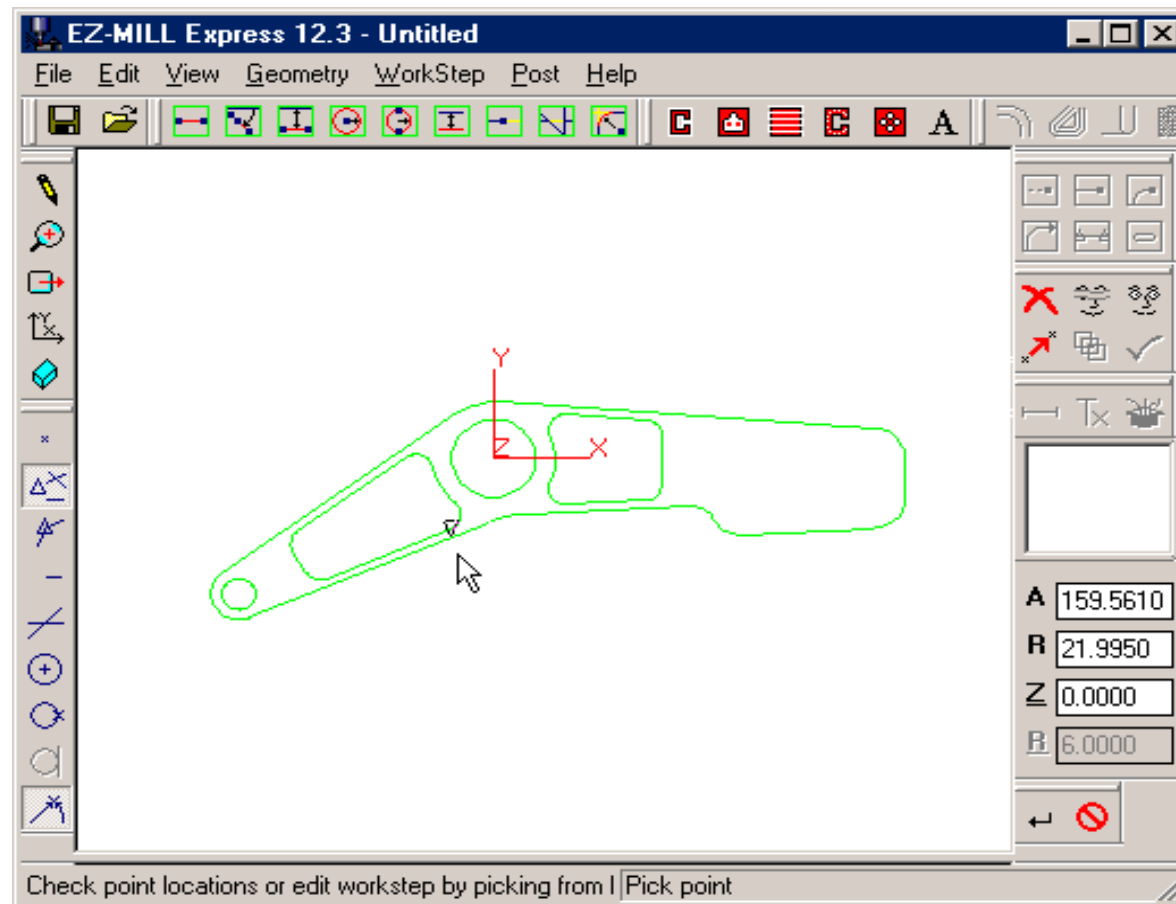 EZ-MILL Express 12.3 - Untitled
File Edit View Geometry WorkStep Post Help
C C A
Y X
Tx
Y
Z X
A 159.5610
R 21.9950
Z 0.0000
R 6.0000
Check point locations or edit workstep by picking from l Pick point